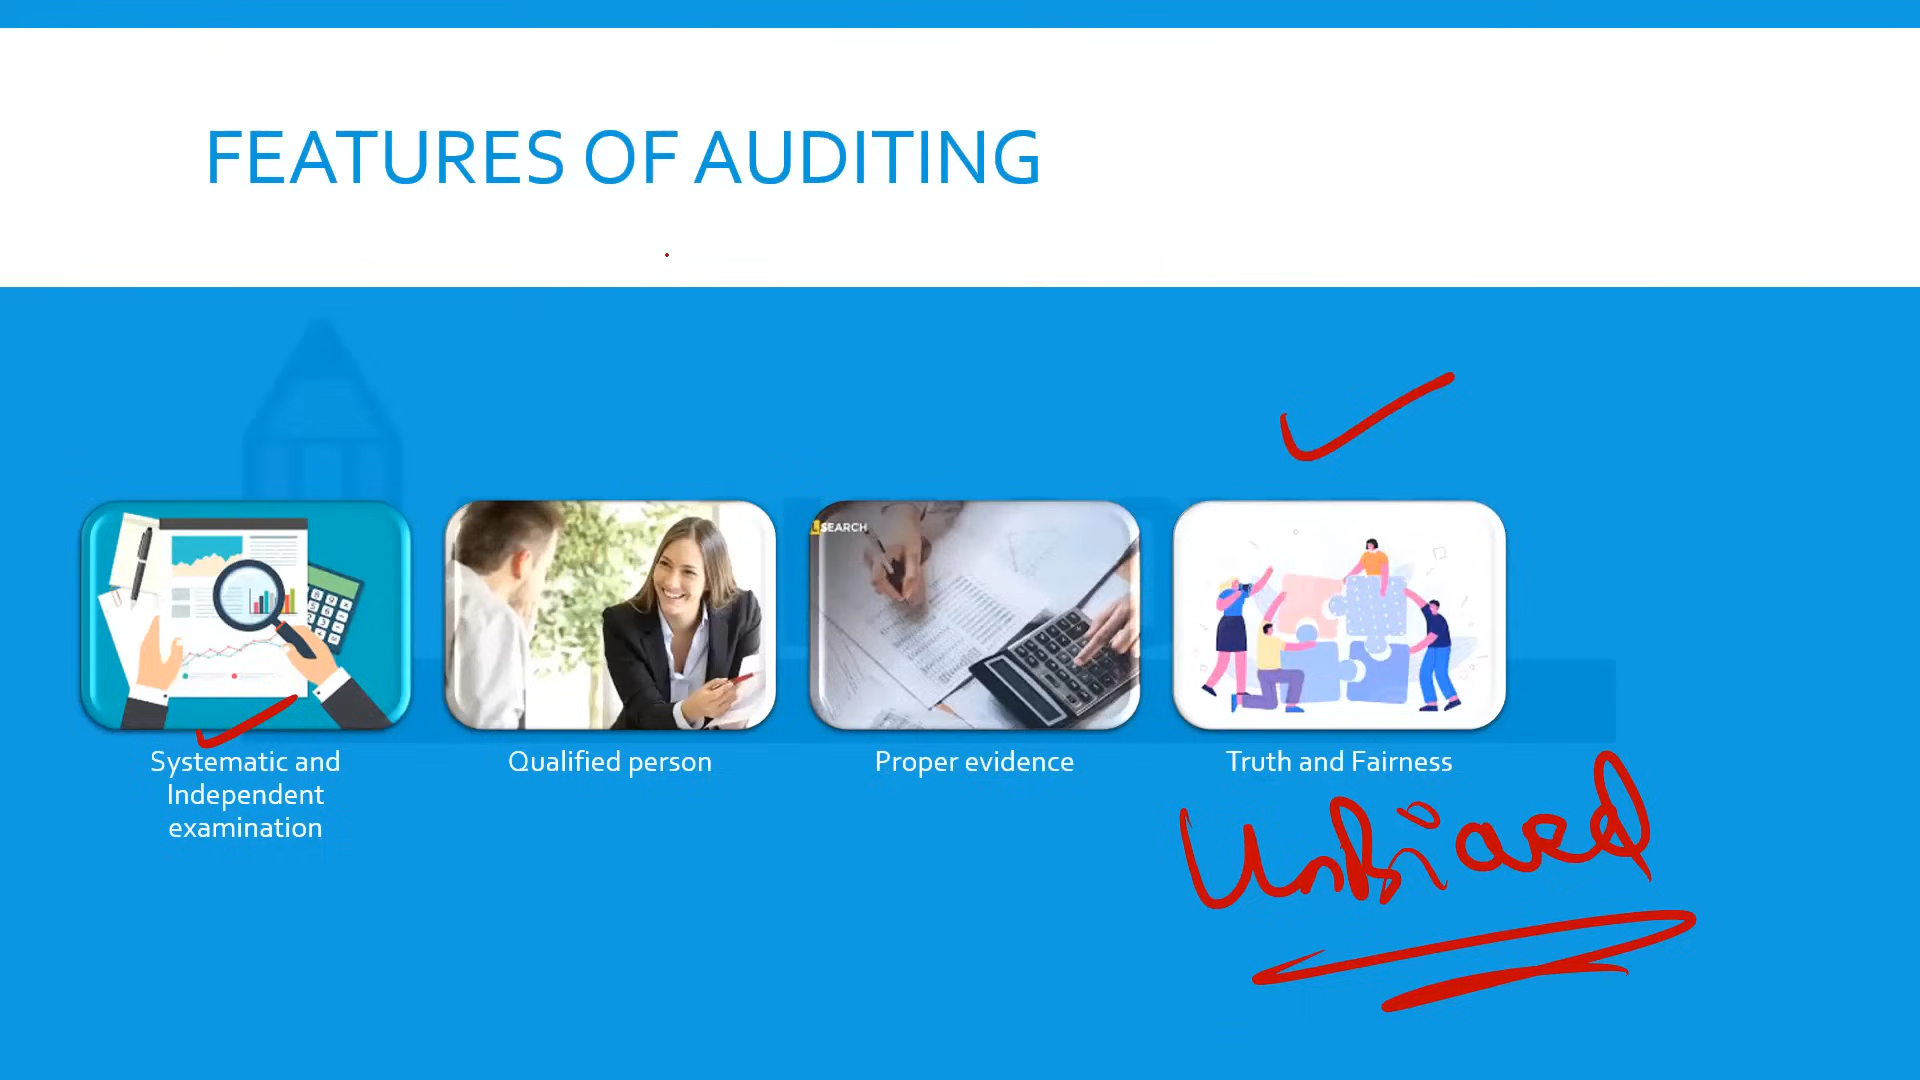 FEATURES OF AUDITING
SEARCH
Systematic and
Independent
examination
Qualified person
Proper evidence
Truth and Fairness
Unbiased